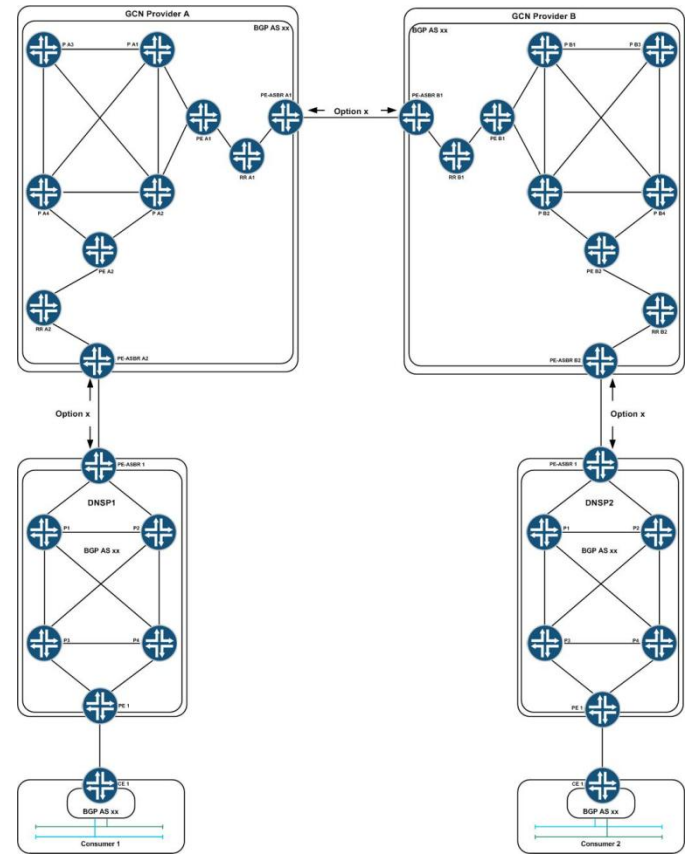 GCN Provider A
BGP AS xx
P A3
P A1
PE-ASBR A1
PE A1
RR A1
P A4
P A2
PE A2
RR A2
PE-ASBR A2
Option x
GCN Provider B
BGP AS xx
P B1
P B3
PE-ASBR B1
PE B1
RR B1
P B2
P B4
PE B2
RR B2
PE-ASBR B2
Option x
Option x
PE-ASBR 1
DNSP1
P1
P2
BGP AS xx
P3
P4
PE 1
CE 1
BGP AS xx
Consumer 1
PE-ASBR 1
DNSP2
P1
P2
BGP AS xx
P3
P4
PE 1
CE 1
BGP AS xx
Consumer 2